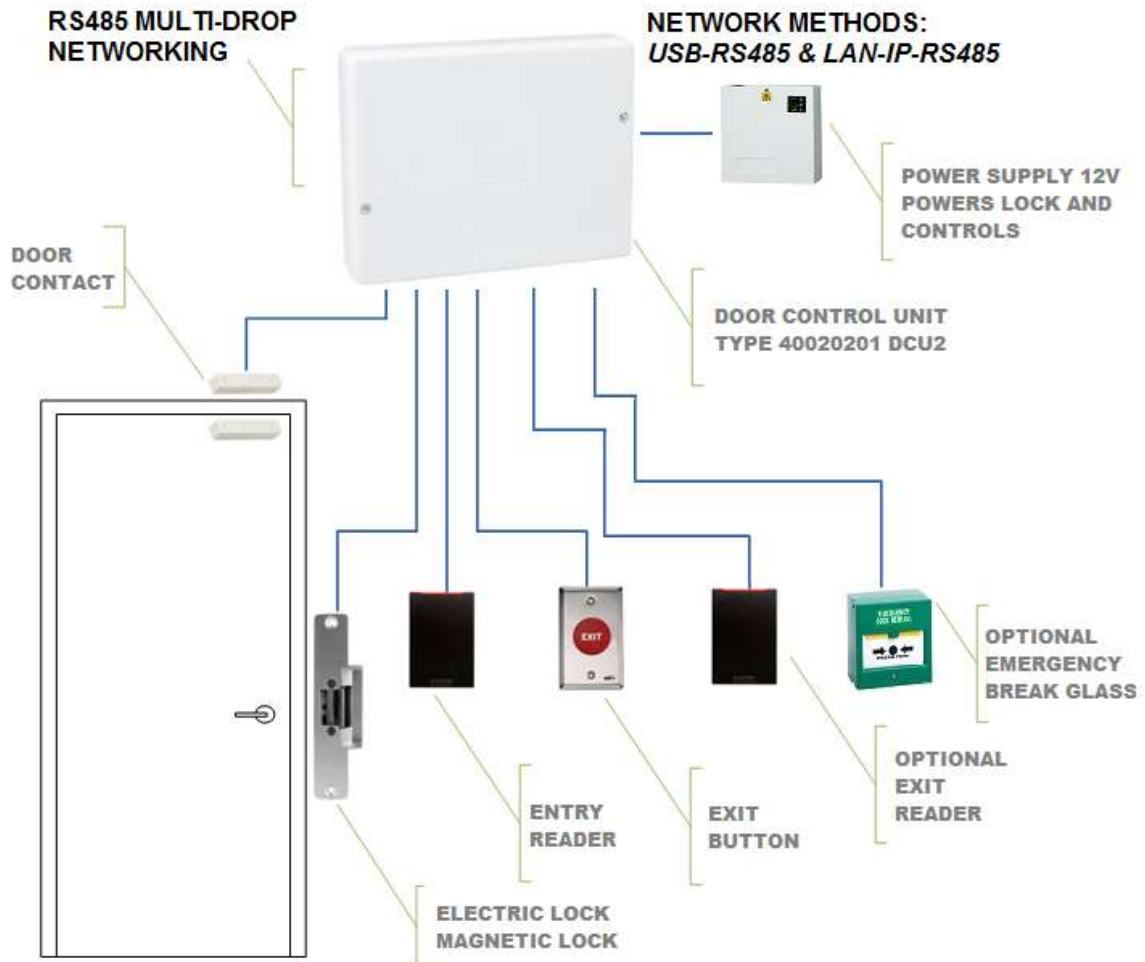 RS485 MULTI-DROP
NETWORKING
NETWORK METHODS:
USB-RS485 & LAN-IP-RS485
POWER SUPPLY 12V
POWERS LOCK AND
CONTROLS
DOOR
CONTACT
DOOR CONTROL UNIT
TYPE 40020201 DCU2
EXIT
OPTIONAL
EMERGENCY
BREAK GLASS
OPTIONAL
EXIT
READER
ENTRY
READER
EXIT
BUTTON
ELECTRIC LOCK
MAGNETIC LOCK